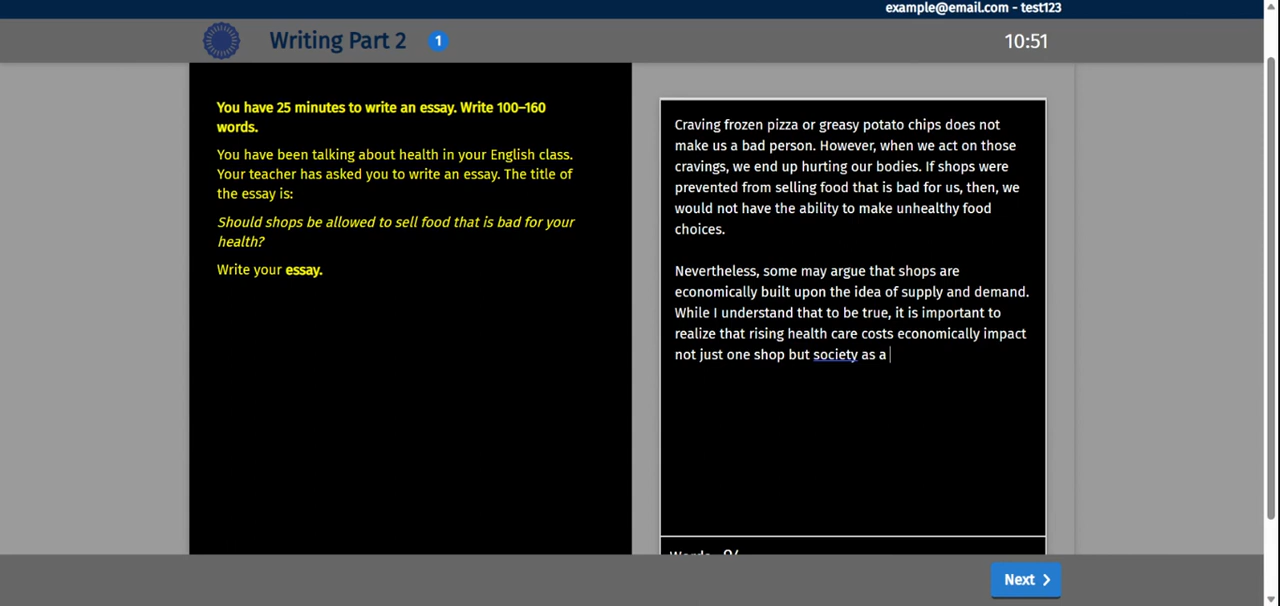 example@email.com - test123
Writing Part 2 1 10:51
You have 25 minutes to write an essay. Write 100–160
words.
You have been talking about health in your English class.
Your teacher has asked you to write an essay. The title of
the essay is:
Should shops be allowed to sell food that is bad for your
health?
Write your essay.
Craving frozen pizza or greasy potato chips does not
make us a bad person. However, when we act on those
cravings, we end up hurting our bodies. If shops were
prevented from selling food that is bad for us, then, we
would not have the ability to make unhealthy food
choices.
Nevertheless, some may argue that shops are
economically built upon the idea of supply and demand.
While I understand that to be true, it is important to
realize that rising health care costs economically impact
not just one shop but society as a
Next